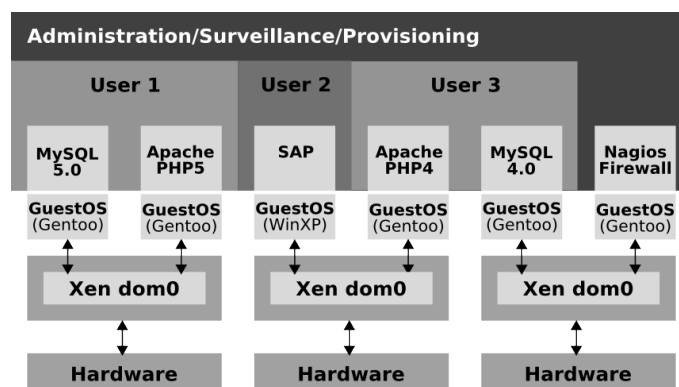 Administration/Surveillance/Provisioning
User 1
User 2
User 3
MySQL
5.0
Apache
PHP5
SAP
Apache
PHP4
MySQL
4.0
Nagios
Firewall
GuestOS
(Gentoo)
GuestOS
(Gentoo)
GuestOS
(WinXP)
GuestOS
(Gentoo)
GuestOS
(Gentoo)
GuestOS
(Gentoo)
Xen dom0
Xen dom0
Xen dom0
Hardware
Hardware
Hardware